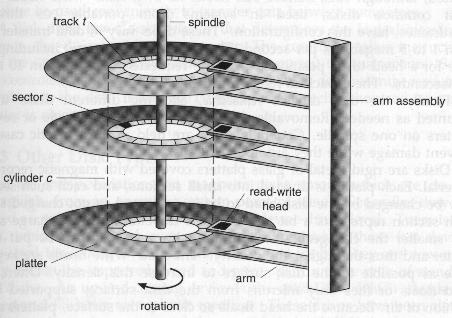 track t
spindle
sector s
arm assembly
cylinder c
read-write
head
platter
arm
rotation